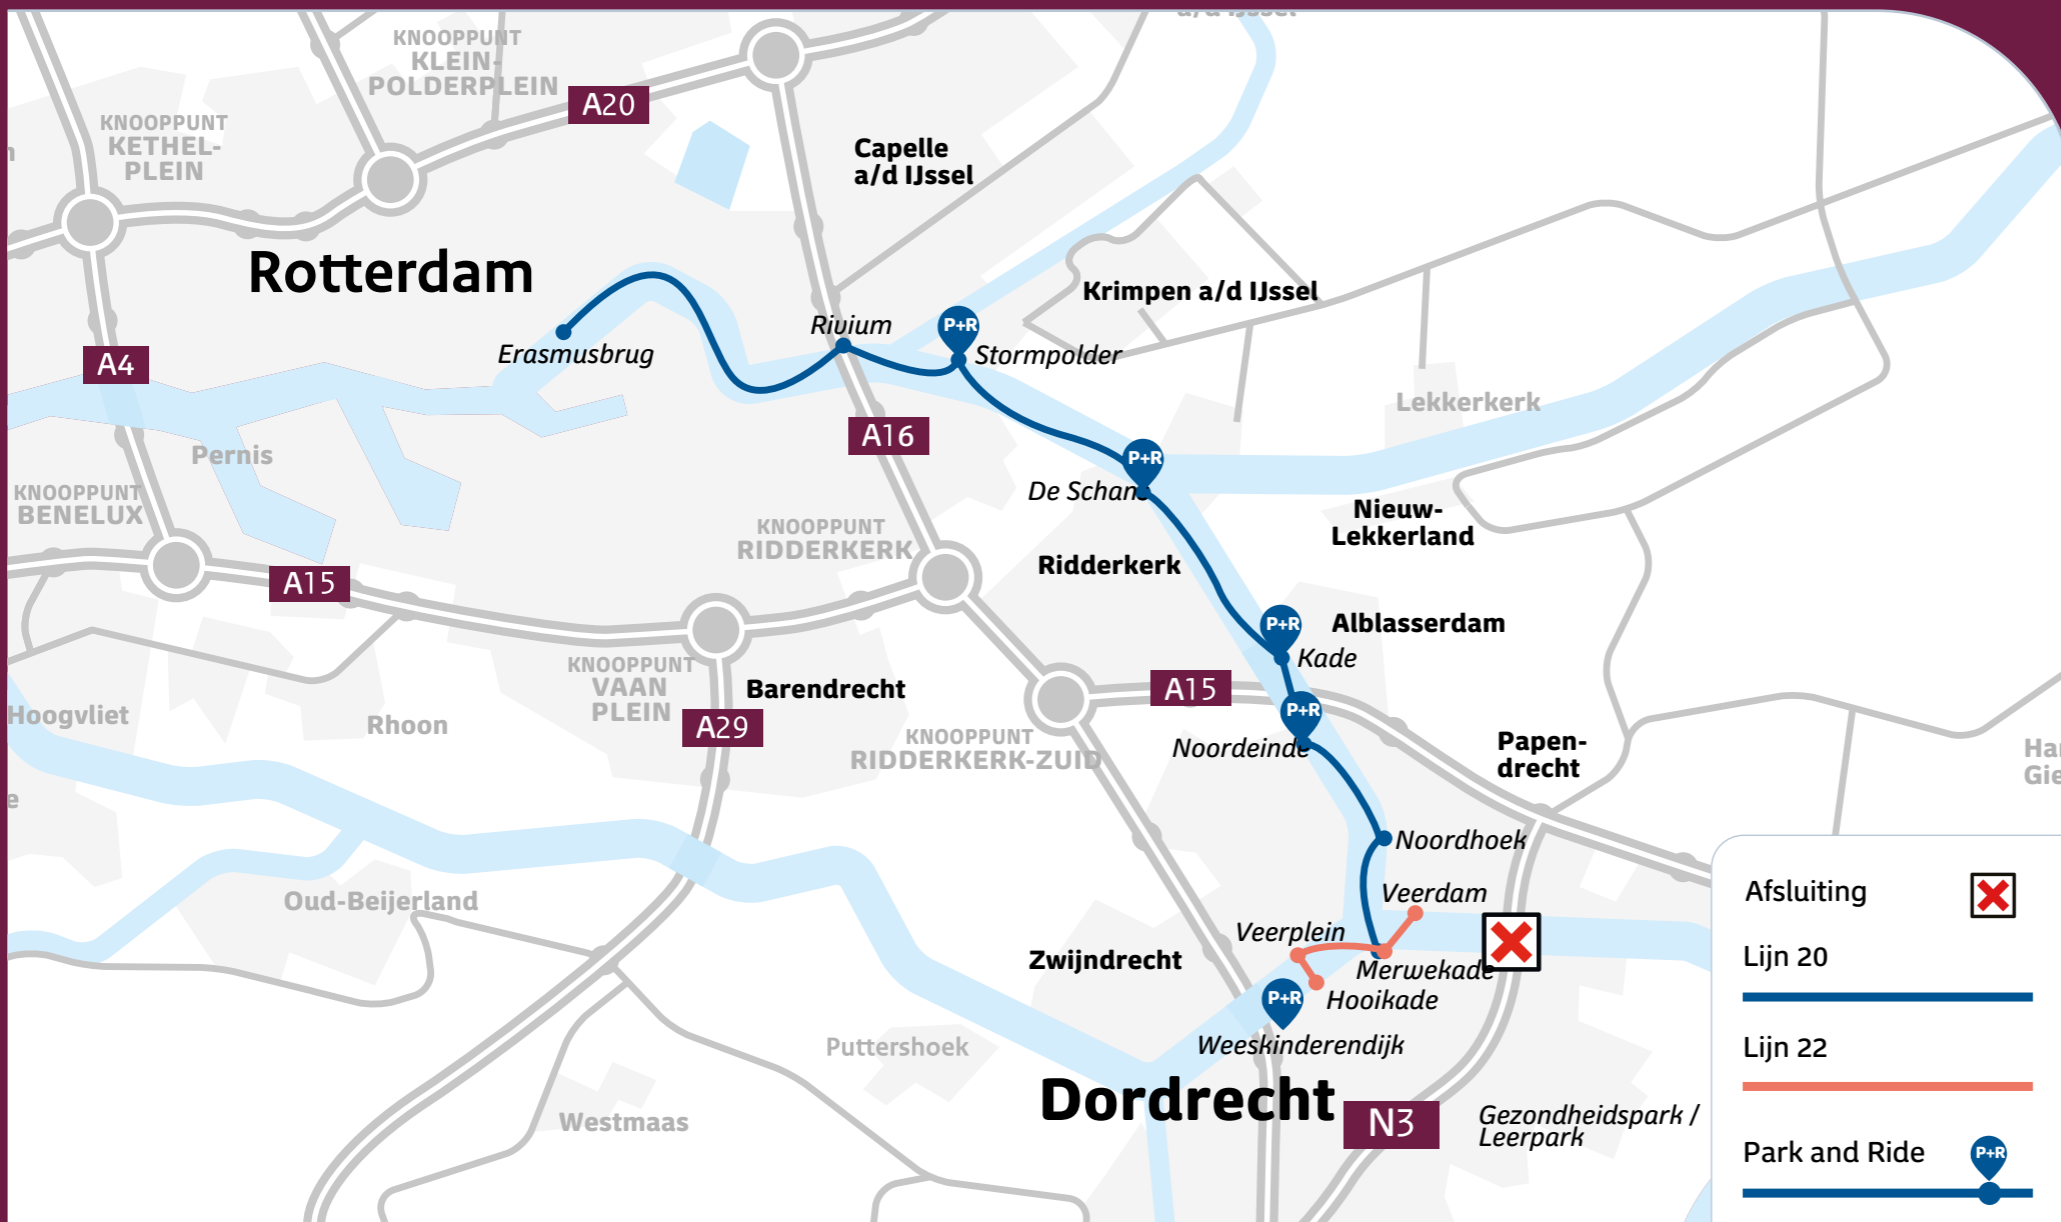 a/d IJssel
KNOOPPUNT
KLEIN-
POLDERPLEIN
A20
KNOOPPUNT
KETHEL-
PLEIN
Capelle
a/d IJssel
Rotterdam
Krimpen a/d IJssel
Rivium
P+R
Stormpolder
Erasmusbrug
A4
Lekkerkerk
A16
Pernis
P+R
De Schans
KNOOPPUNT
BENELUX
Nieuw-
Lekkerland
KNOOPPUNT
RIDDERKERK
Ridderkerk
A15
P+R
Alblasserdam
Kade
KNOOPPUNT
VAAN
PLEIN
Barendrecht
A15
Hoogvliet
Rhoon
A29
KNOOPPUNT
RIDDERKERK-ZUID
P+R
Noordeinde
Papen-
drecht
Noordhoek
Veerdam
Oud-Beijerland
Veerplein
Zwijndrecht
Merwekade
P+R
Hooikade
Weeskinderendijk
Puttershoek
Dordrecht
Westmaas
N3
Gezondheidspark /
Leerpark
Afsluiting
Lijn 20
Lijn 22
Park and Ride
P+R